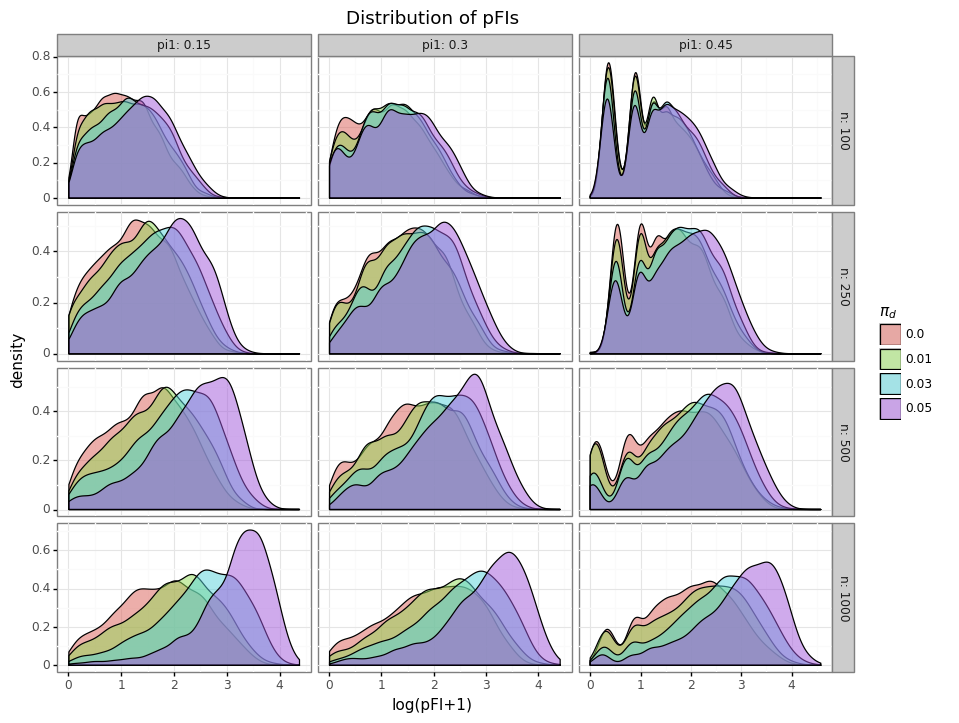 Distribution of pFIs
pi1: 0.15
pi1: 0.3
pi1: 0.45
0.8
0.6
0.4
0.2
0
n: 100
0.4
0.2
0
n: 250
0.4
0.2
0
n: 500
0.6
0.4
0.2
0
n: 1000
0 1 2 3 4
0 1 2 3 4
0 1 2 3 4
density
log(pFI+1)
π_d
0.0
0.01
0.03
0.05